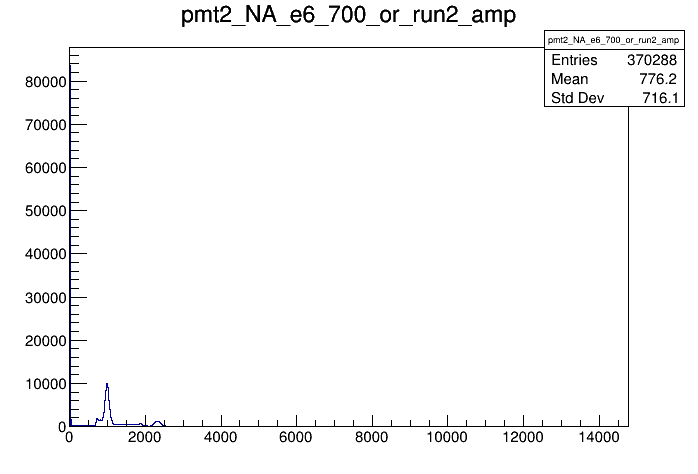 pmt2_NA_e6_700_or_run2_amp
pmt2_NA_e6_700_or_run2_amp
Entries 370288
Mean 776.2
Std Dev 716.1
80000
70000
60000
50000
40000
30000
20000
10000
0
0 2000 4000 6000 8000 10000 12000 14000